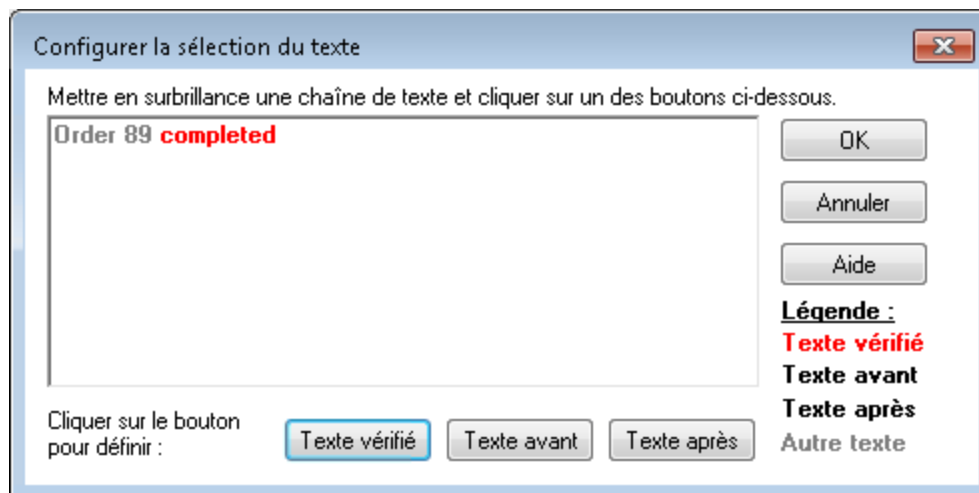 Configurer la sélection du texte
Mettre en surbrillance une chaîne de texte et cliquer sur un des boutons ci-dessous.
Order 89 completed
OK
Annuler
Aide
Légende :
Texte vérifié
Texte avant
Texte après
Autre texte
Cliquer sur le bouton
pour définir :
Texte vérifié
Texte avant
Texte après